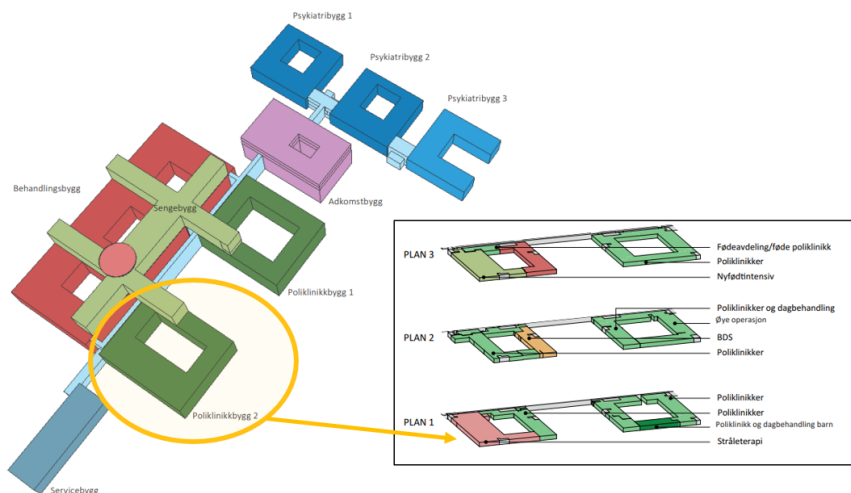 Psykiatribygg 1
Psykiatribygg 2
Psykiatribygg 3
Behandlingsbygg
Sengebygg
Adkomstbygg
Poliklinikkbygg 1
Poliklinikkbygg 2
Servicebygg
PLAN 3
Fødeavdeling/føde poliklinikk
Poliklinikker
Nyfødtintensiv
PLAN 2
Poliklinikker og dagbehandling
Øye operasjon
BDS
Poliklinikker
PLAN 1
Poliklinikker
Poliklinikker
Poliklinikk og dagbehandling barn
Stråleterapi